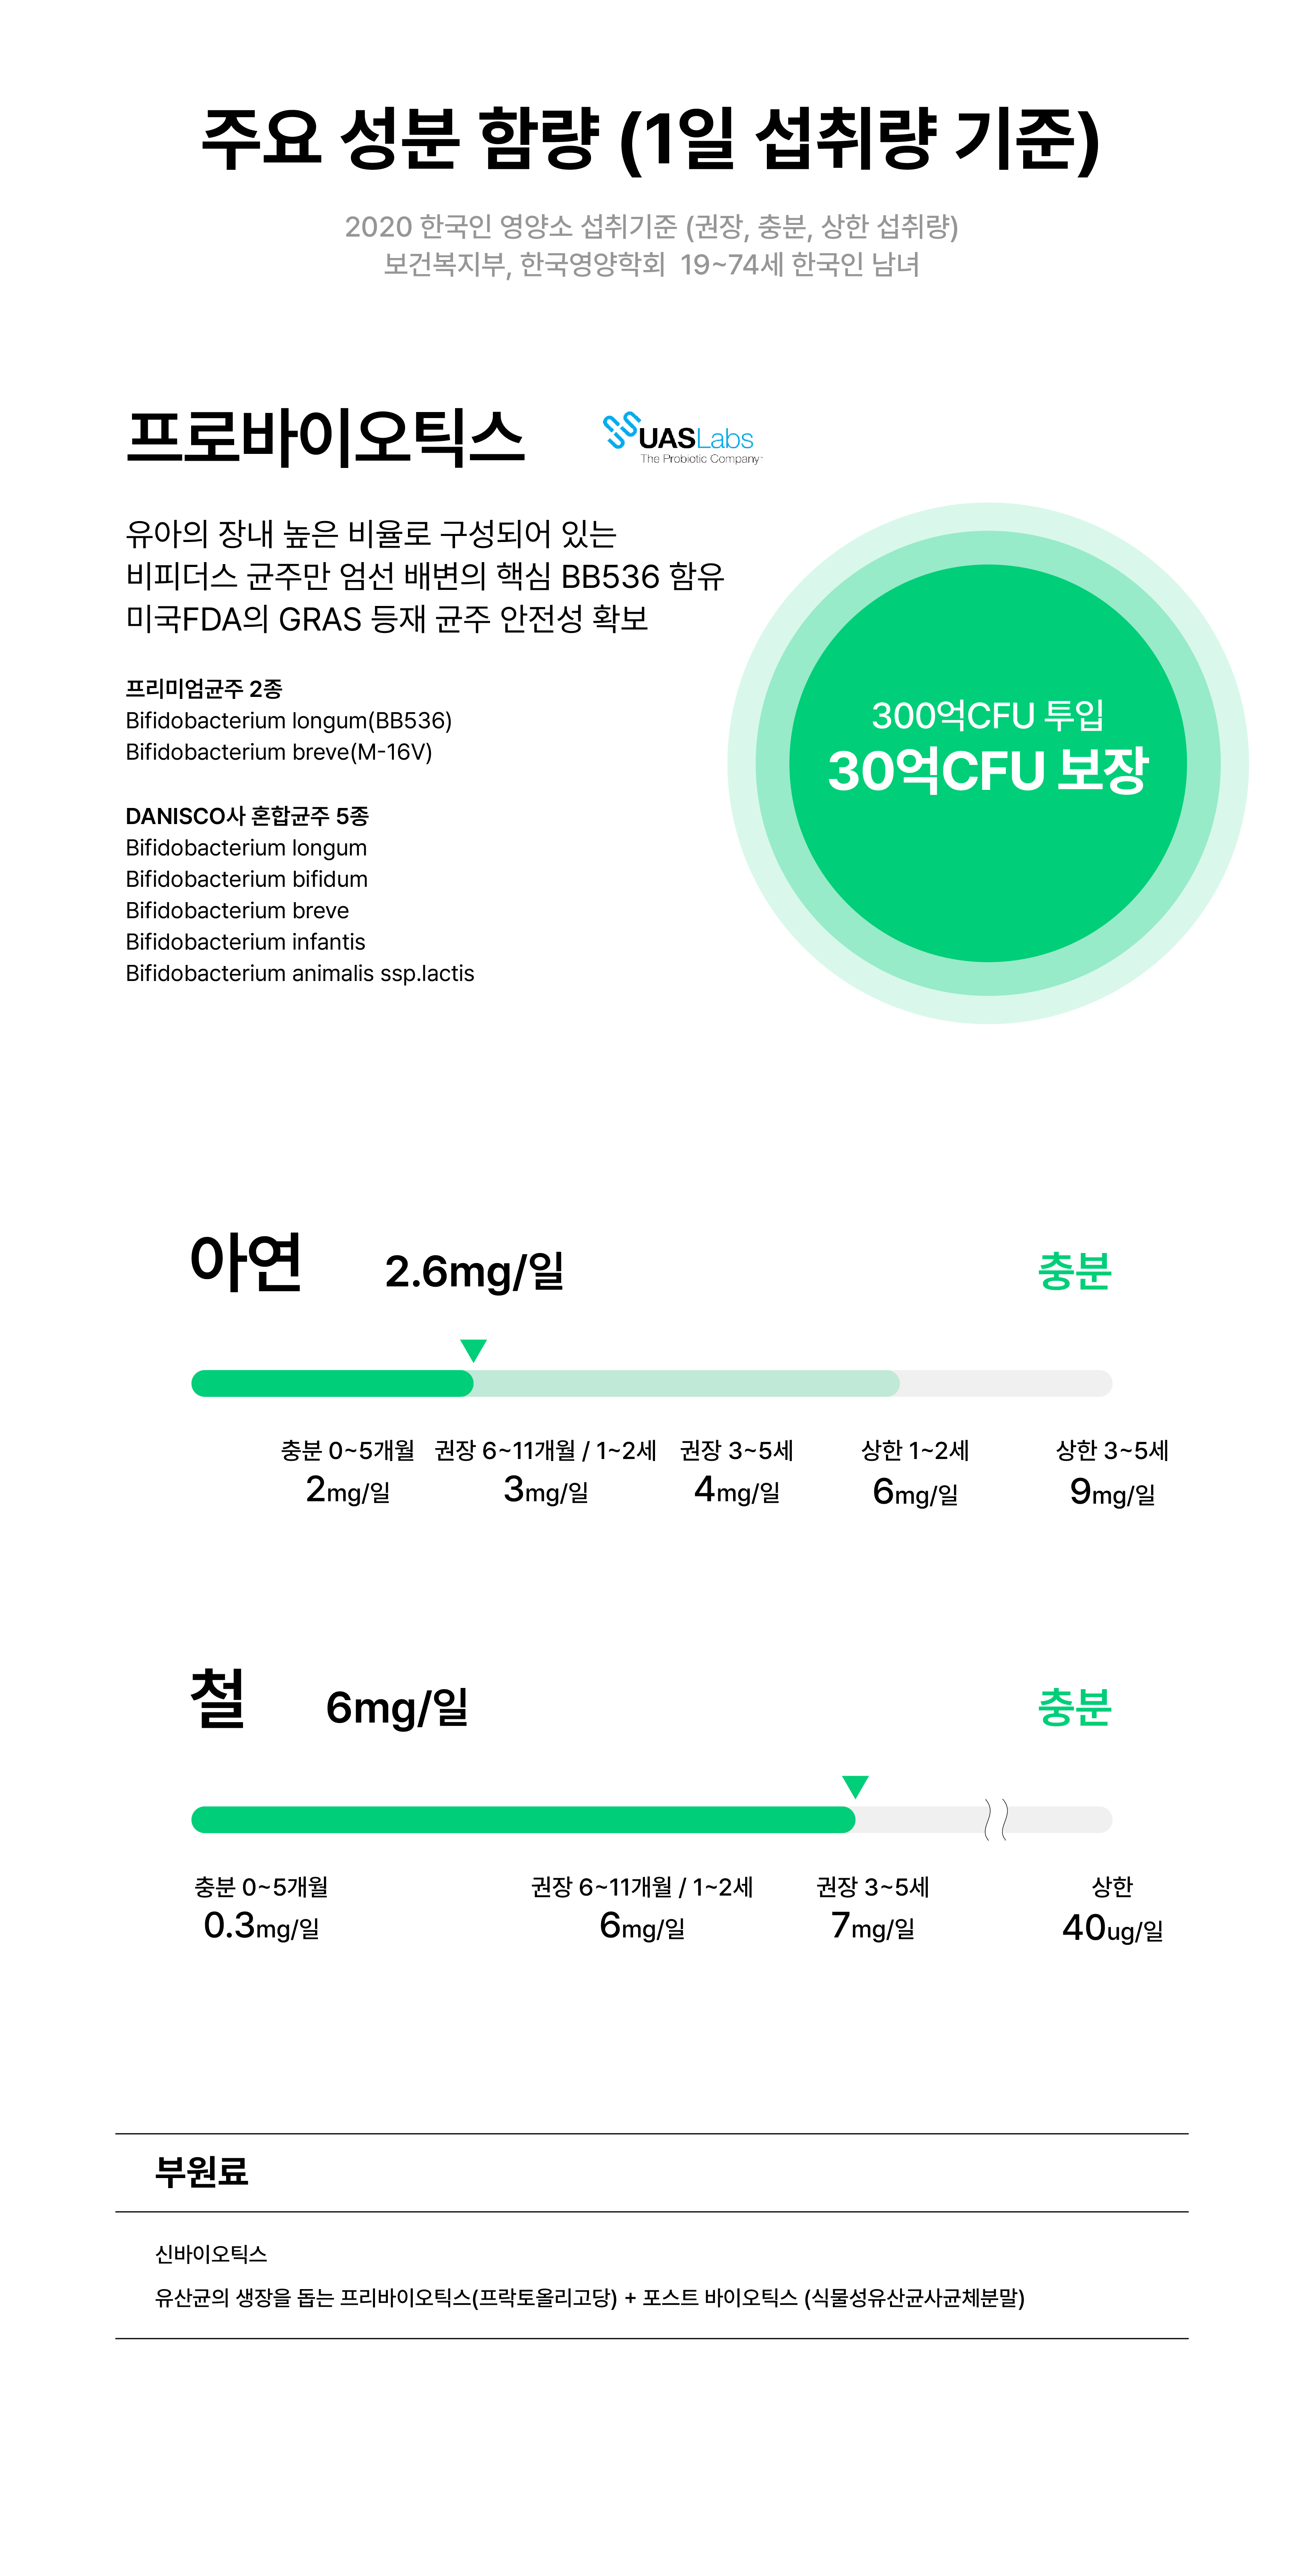 주요 성분 함량 (1일 섭취량 기준)
2020 한국인 영양소 섭취기준 (권장, 충분, 상한 섭취량)
보건복지부, 한국영양학회 19~74세 한국인 남녀
프로바이오틱스
UASLabs
The Probiotic Company
유아의 장내 높은 비율로 구성되어 있는
비피더스 균주만 엄선 배변의 핵심 BB536 함유
미국FDA의 GRAS 등재 균주 안전성 확보
프리미엄균주 2종
Bifidobacterium longum(BB536)
Bifidobacterium breve(M-16V)
DANISCO사 혼합균주 5종
Bifidobacterium longum
Bifidobacterium bifidum
Bifidobacterium breve
Bifidobacterium infantis
Bifidobacterium animalis ssp.lactis
300억CFU 투입
30억CFU 보장
아연 2.6mg/일 충분
충분 0~5개월 권장 6~11개월 / 1~2세 권장 3~5세 상한 1~2세 상한 3~5세
2mg/일 3mg/일 4mg/일 6mg/일 9mg/일
철 6mg/일 충분
충분 0~5개월 권장 6~11개월 / 1~2세 권장 3~5세 상한
0.3mg/일 6mg/일 7mg/일 40ug/일
부원료
신바이오틱스
유산균의 생장을 돕는 프리바이오틱스(프락토올리고당) + 포스트 바이오틱스 (식물성유산균사균체분말)